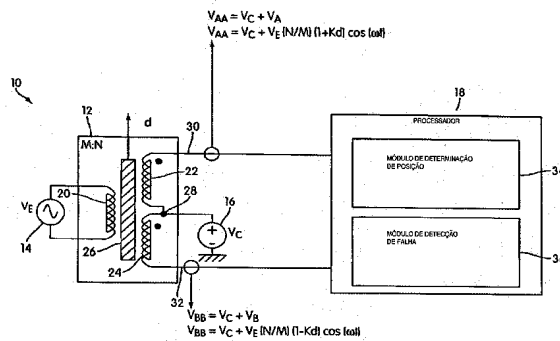 V_AA = V_C + V_A
V_AA = V_C + V_E (N/M) (1+Kd) cos (ωt)
10
12
18
d
M:N
30
PROCESSADOR
20
22
MÓDULO DE DETERMINAÇÃO
DE POSIÇÃO
34
28
V_E
16
14
V_C
26
24
MÓDULO DE DETECÇÃO
DE FALHA
32
V_BB = V_C + V_B
V_BB = V_C + V_E (N/M) (1-Kd) cos (ωt)